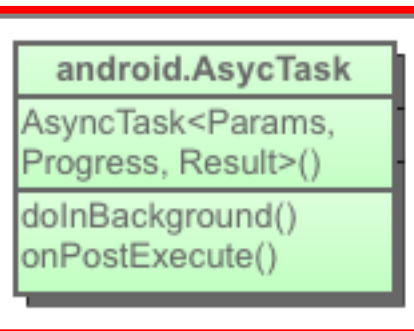 android.AsycTask
AsyncTask<Params,
Progress, Result>()
doInBackground()
onPostExecute()